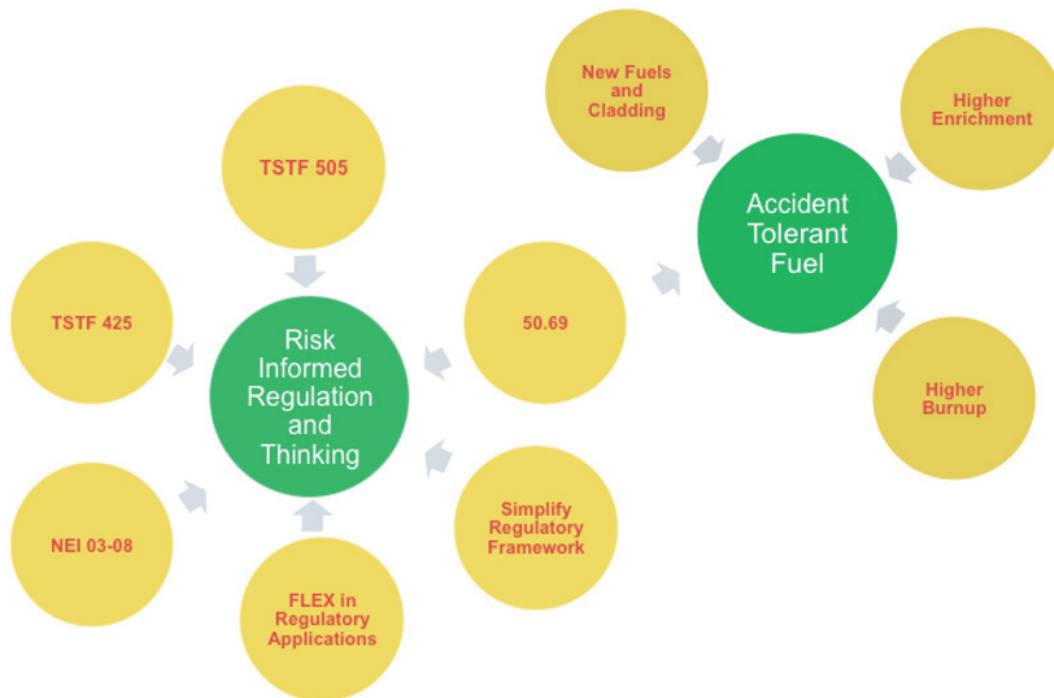 New Fuels
and
Cladding
Higher
Enrichment
Accident
Tolerant
Fuel
Higher
Burnup
TSTF 505
TSTF 425
50.69
Risk
Informed
Regulation
and
Thinking
NEI 03-08
FLEX in
Regulatory
Applications
Simplify
Regulatory
Framework